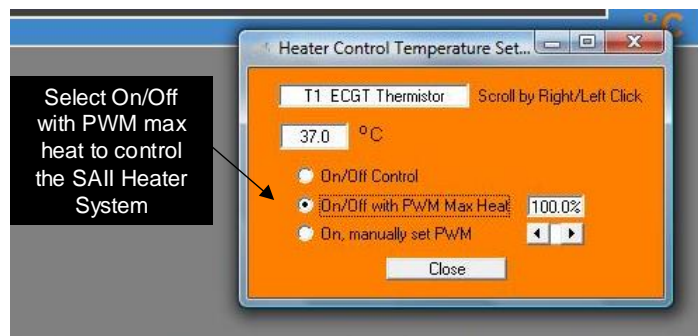 °C
Heater Control Temperature Set...
Select On/Off
with PWM max
heat to control
the SAII Heater
System
T1 ECGT Thermistor Scroll by Right/Left Click
37.0 °C
On/Off Control
On/Off with PWM Max Heat 100.0%
On, manually set PWM
Close